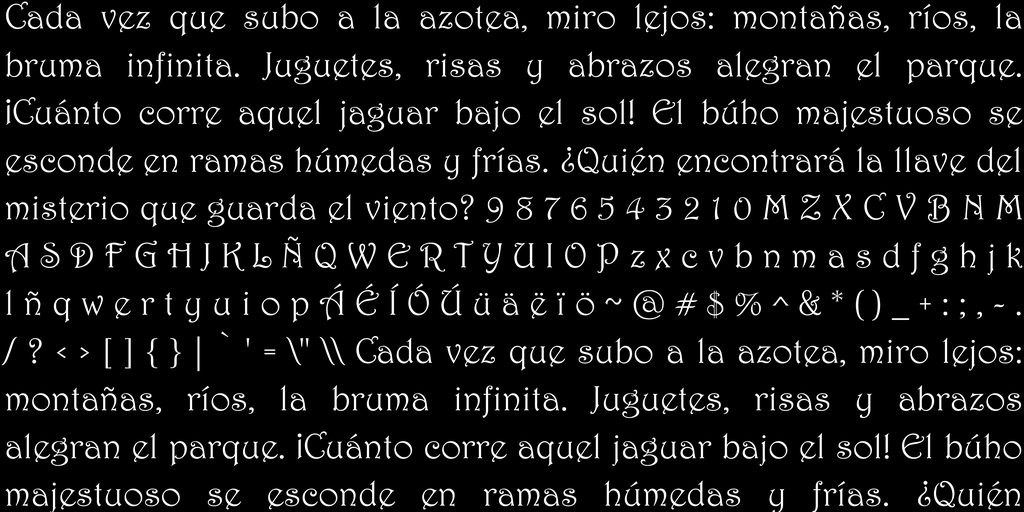 Cada vez que subo a la azotea, miro lejos: montañas, ríos, la
bruma infinita. Juguetes, risas y abrazos alegran el parque.
¡Cuánto corre aquel jaguar bajo el sol! El búho majestuoso se
esconde en ramas húmedas y frías. ¿Quién encontrará la llave del
misterio que guarda el viento? 9 8 7 6 5 4 3 2 1 0 M Z X C V B N M
A S D F G H J K L Ñ Q W E R T Y U I O P z x c v b n m a s d f g h j k
l ñ q w e r t y u i o p Á É Í Ó Ú ü ä ë ï ö ~ @ # $ % ^ & * ( ) _ + : ; , - .
/ ? < > [ ] { } | ` ' = \" \\ Cada vez que subo a la azotea, miro lejos:
montañas, ríos, la bruma infinita. Juguetes, risas y abrazos
alegran el parque. ¡Cuánto corre aquel jaguar bajo el sol! El búho
majestuoso se esconde en ramas húmedas y frías. ¿Quién